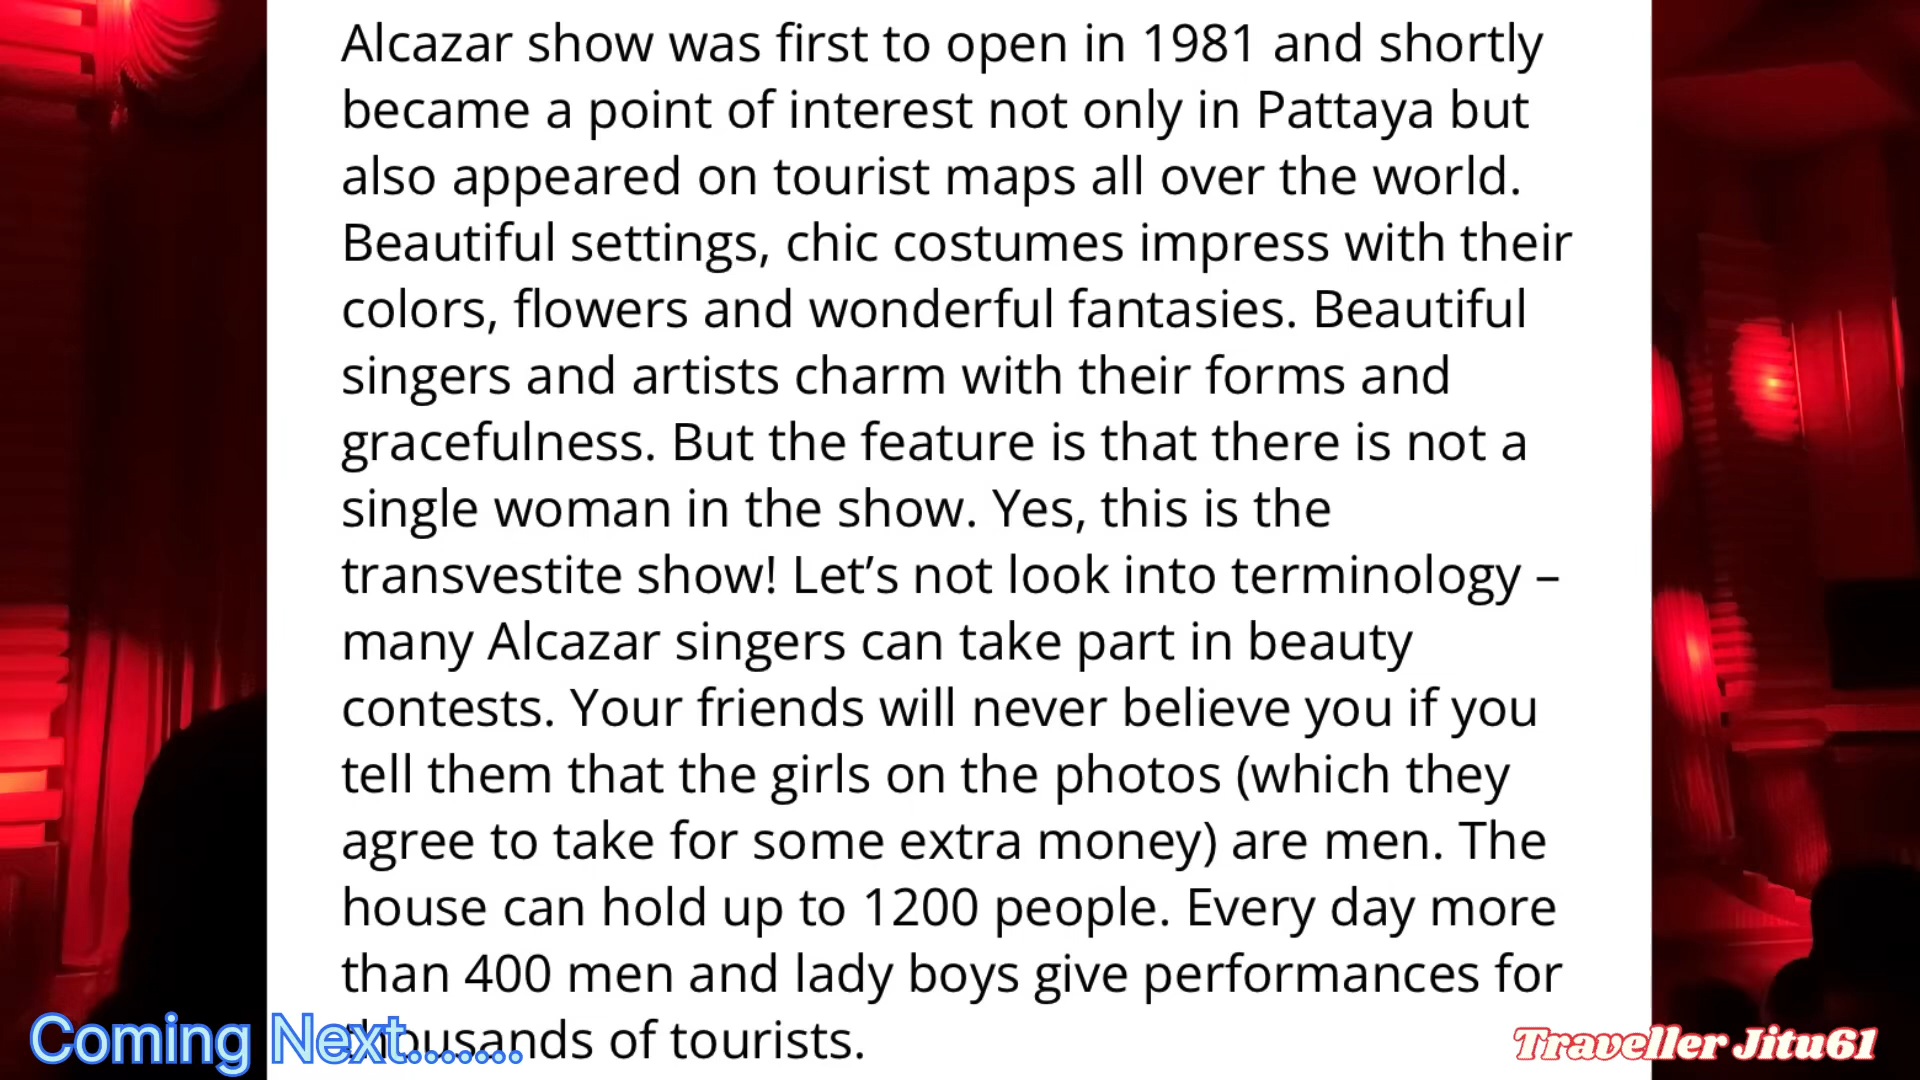 Alcazar show was first to open in 1981 and shortly
became a point of interest not only in Pattaya but
also appeared on tourist maps all over the world.
Beautiful settings, chic costumes impress with their
colors, flowers and wonderful fantasies. Beautiful
singers and artists charm with their forms and
gracefulness. But the feature is that there is not a
single woman in the show. Yes, this is the
transvestite show! Let’s not look into terminology –
many Alcazar singers can take part in beauty
contests. Your friends will never believe you if you
tell them that the girls on the photos (which they
agree to take for some extra money) are men. The
house can hold up to 1200 people. Every day more
than 400 men and lady boys give performances for
thousands of tourists.
Coming Next.......
Traveller Jitu61